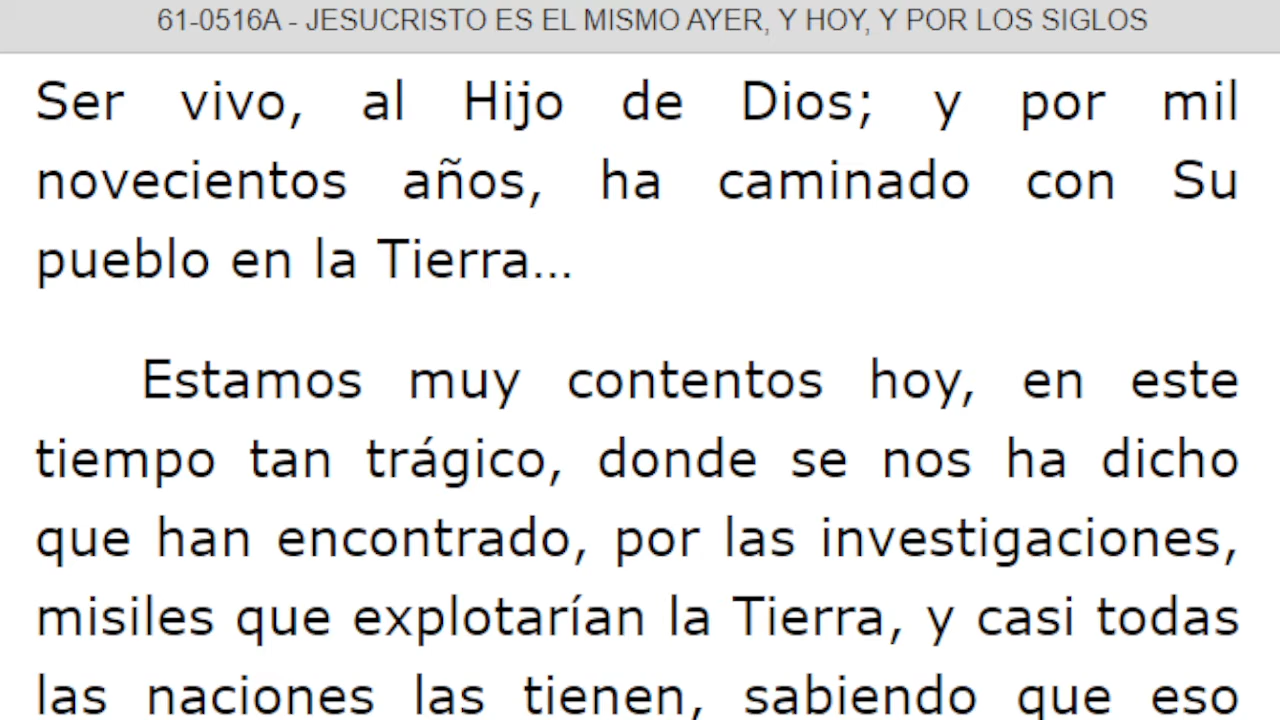 61-0516A - JESUCRISTO ES EL MISMO AYER, Y HOY, Y POR LOS SIGLOS
Ser vivo, al Hijo de Dios; y por mil
novecientos años, ha caminado con Su
pueblo en la Tierra...
Estamos muy contentos hoy, en este
tiempo tan trágico, donde se nos ha dicho
que han encontrado, por las investigaciones,
misiles que explotarían la Tierra, y casi todas
las naciones las tienen, sabiendo que eso